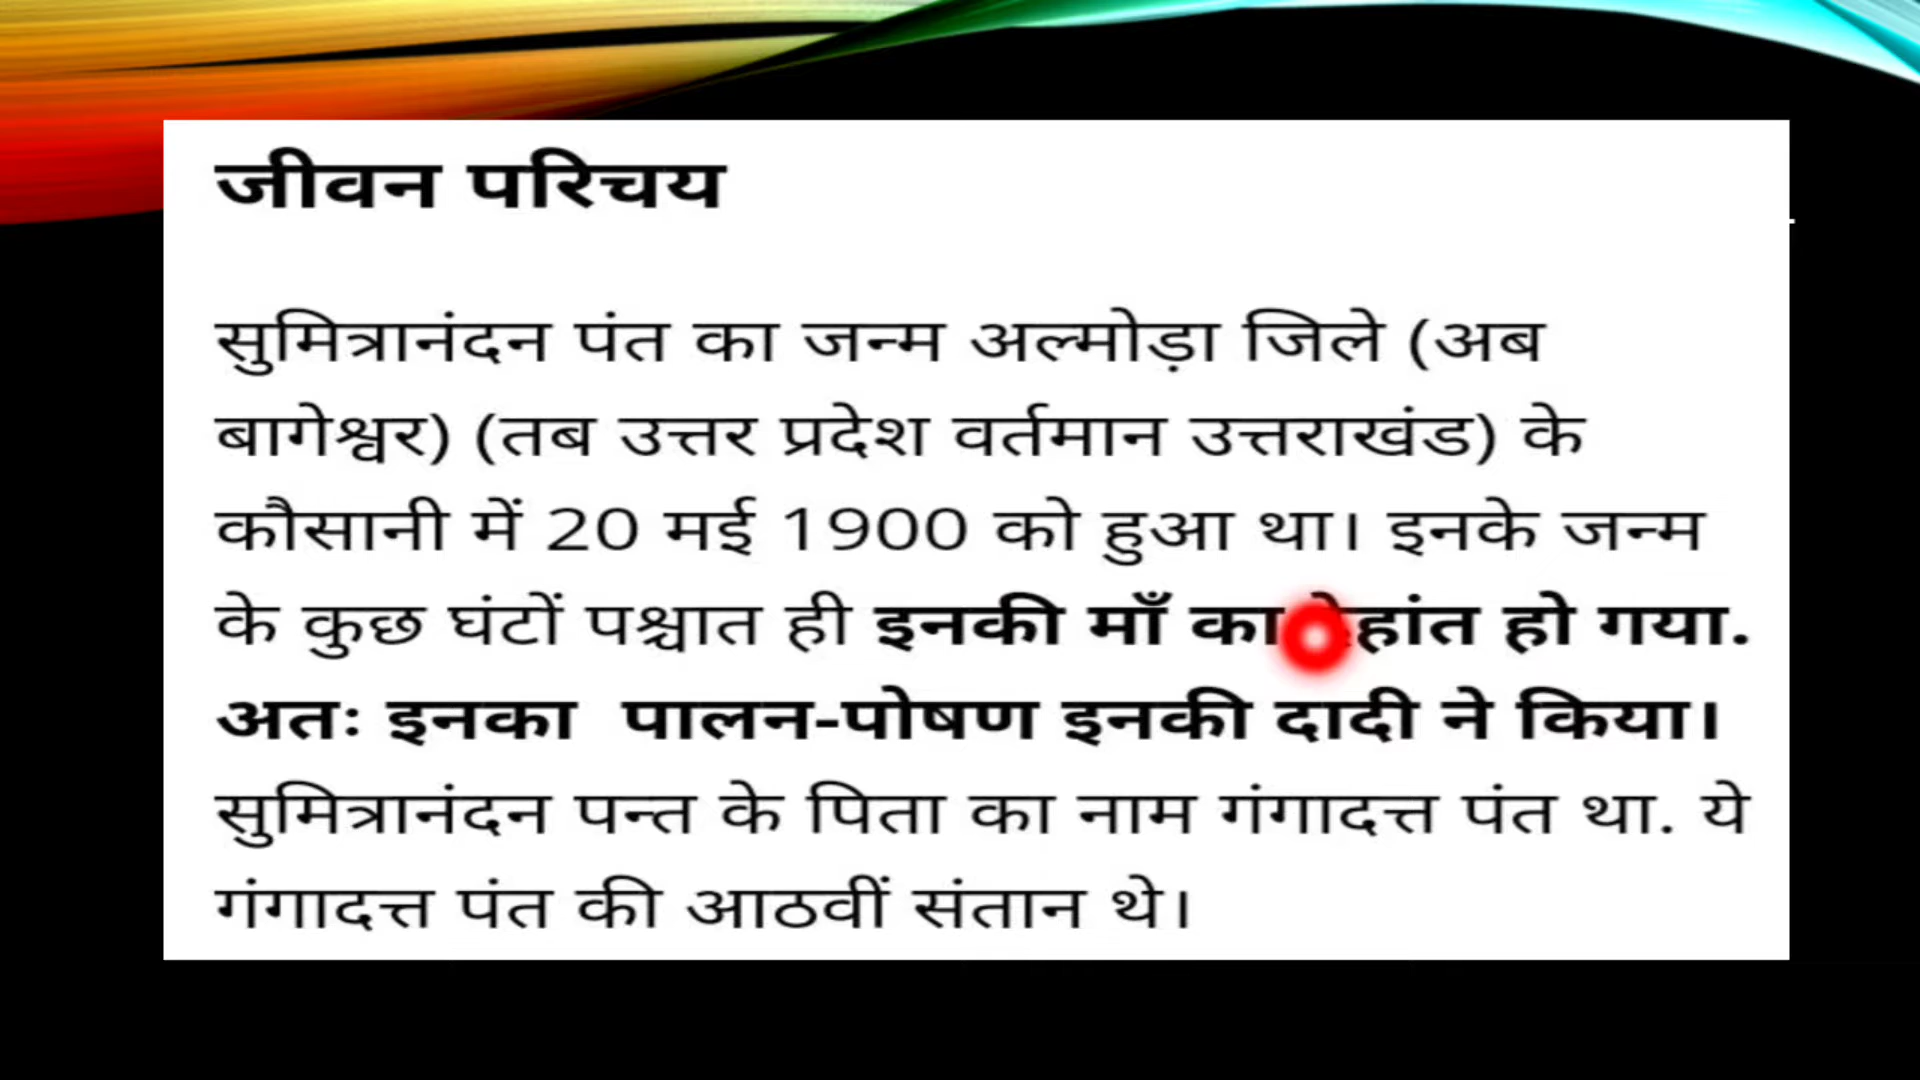 जीवन परिचय
सुमित्रानंदन पंत का जन्म अल्मोड़ा जिले (अब
बागेश्वर) (तब उत्तर प्रदेश वर्तमान उत्तराखंड) के
कौसानी में 20 मई 1900 को हुआ था। इनके जन्म
के कुछ घंटों पश्चात ही इनकी माँ का देहांत हो गया.
अतः इनका पालन-पोषण इनकी दादी ने किया।
सुमित्रानंदन पन्त के पिता का नाम गंगादत्त पंत था. ये
गंगादत्त पंत की आठवीं संतान थे।